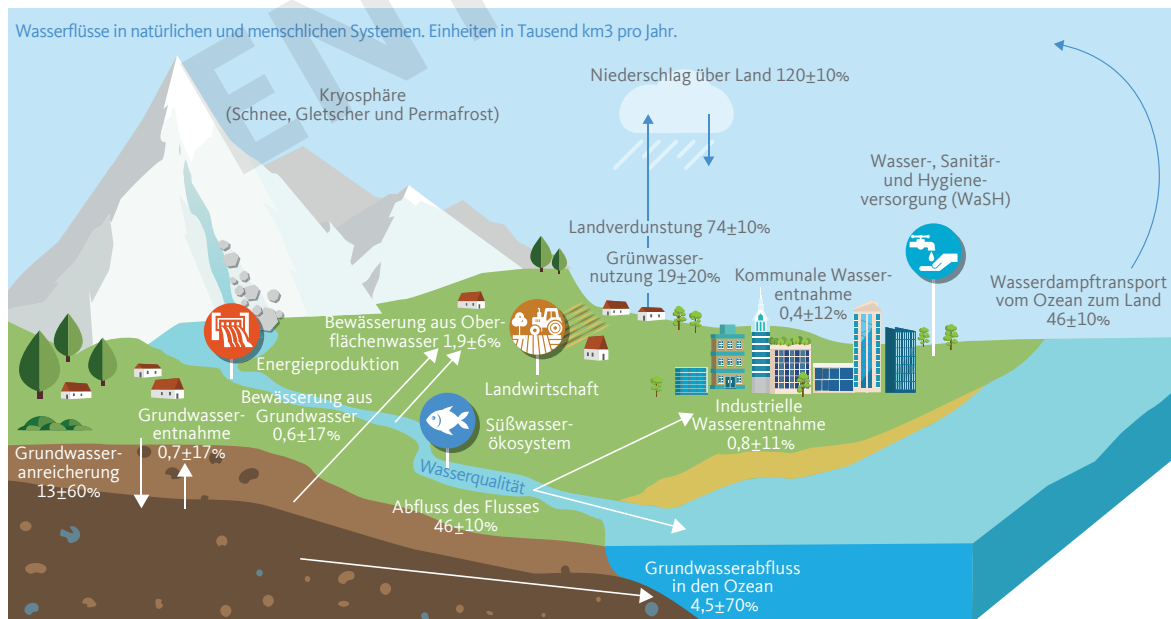 Wasserflüsse in natürlichen und menschlichen Systemen. Einheiten in Tausend km3 pro Jahr.
Niederschlag über Land 120±10%
Kryosphäre
(Schnee, Gletscher und Permafrost)
Wasser-, Sanitär-
und Hygiene-
versorgung (WaSH)
Landverdunstung 74±10%
Grünwasser-
nutzung 19±20%
Kommunale Wasser-
entnahme
0,4±12%
Wasserdampftransport
vom Ozean zum Land
46±10%
Bewässerung aus Ober-
flächenwasser 1,9±6%
Energieproduktion
Landwirtschaft
Bewässerung aus
Grundwasser
0,6±17%
Grundwasser-
entnahme
0,7±17%
Süßwasser-
ökosystem
Industrielle
Wasserentnahme
0,8±11%
Grundwasser-
anreicherung
13±60%
Wasserqualität
Abfluss des Flusses
46±10%
Grundwasserabfluss
in den Ozean
4,5±70%
ENT